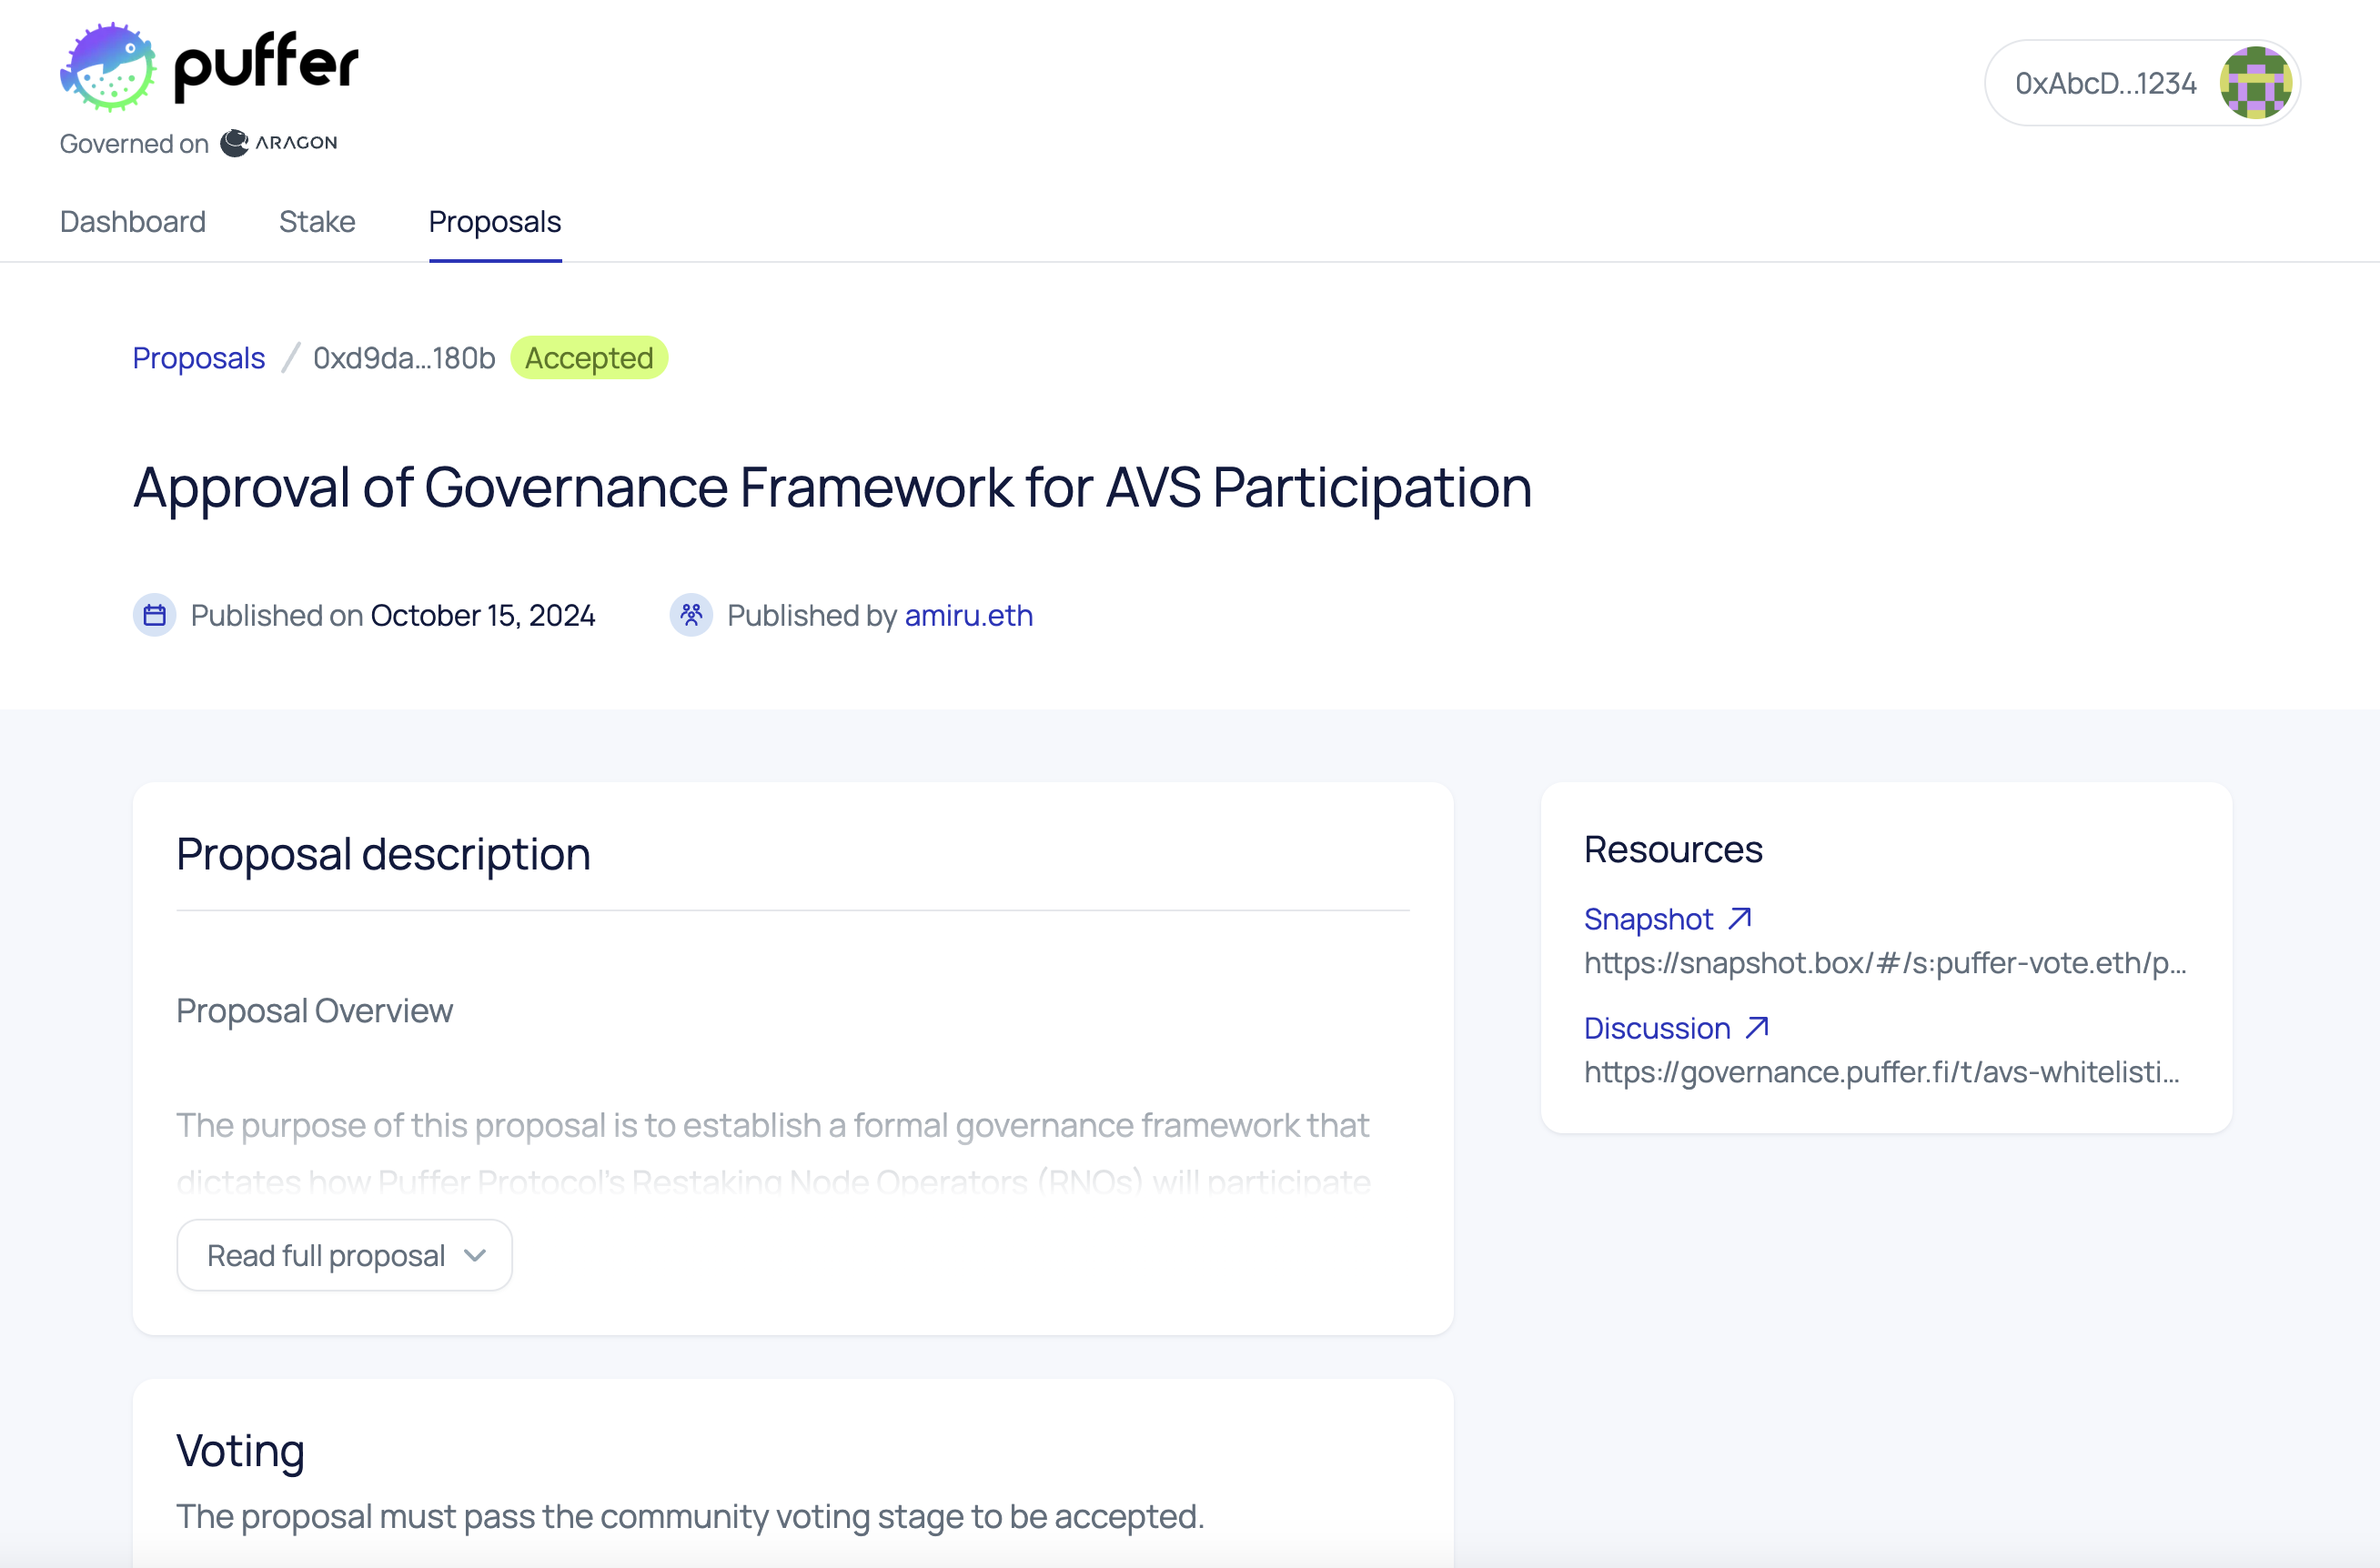 puffer
0xAbcD...1234
Governed on ARAGON
Dashboard
Stake
Proposals
Proposals / 0xd9da...180b Accepted
Approval of Governance Framework for AVS Participation
Published on October 15, 2024
Published by amiru.eth
Proposal description
Proposal Overview
The purpose of this proposal is to establish a formal governance framework that
dictates how Puffer Protocol's Restaking Node Operators (RNOs) will participate
Read full proposal
Resources
Snapshot
https://snapshot.box/#/s:puffer-vote.eth/p...
Discussion
https://governance.puffer.fi/t/avs-whitelisti...
Voting
The proposal must pass the community voting stage to be accepted.